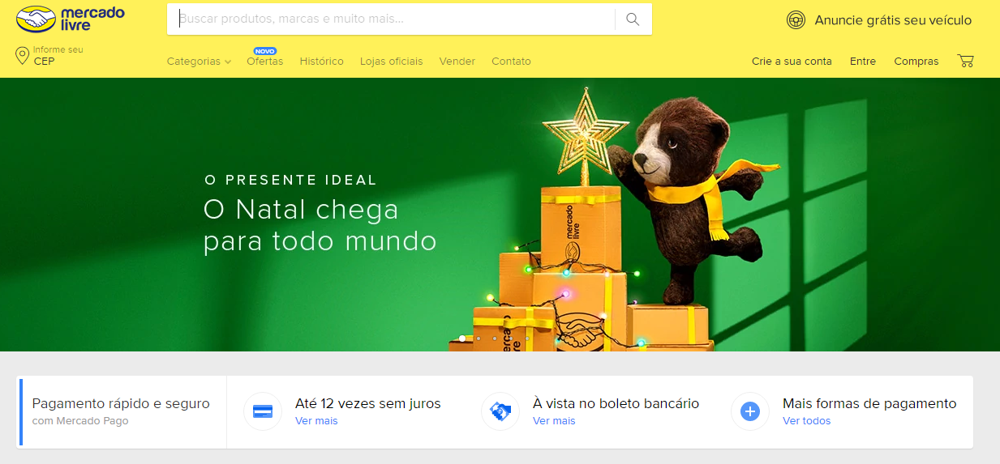 mercado
livre
Buscar produtos, marcas e muito mais...
Anuncie grátis seu veículo
Informe seu
CEP
NOVO
Categorias Ofertas Histórico Lojas oficiais Vender Contato
Crie a sua conta Entre Compras
O PRESENTE IDEAL
O Natal chega
para todo mundo
mercado
livre
mercado
livre
Pagamento rápido e seguro
com Mercado Pago
Até 12 vezes sem juros
Ver mais
À vista no boleto bancário
Ver mais
Mais formas de pagamento
Ver todos